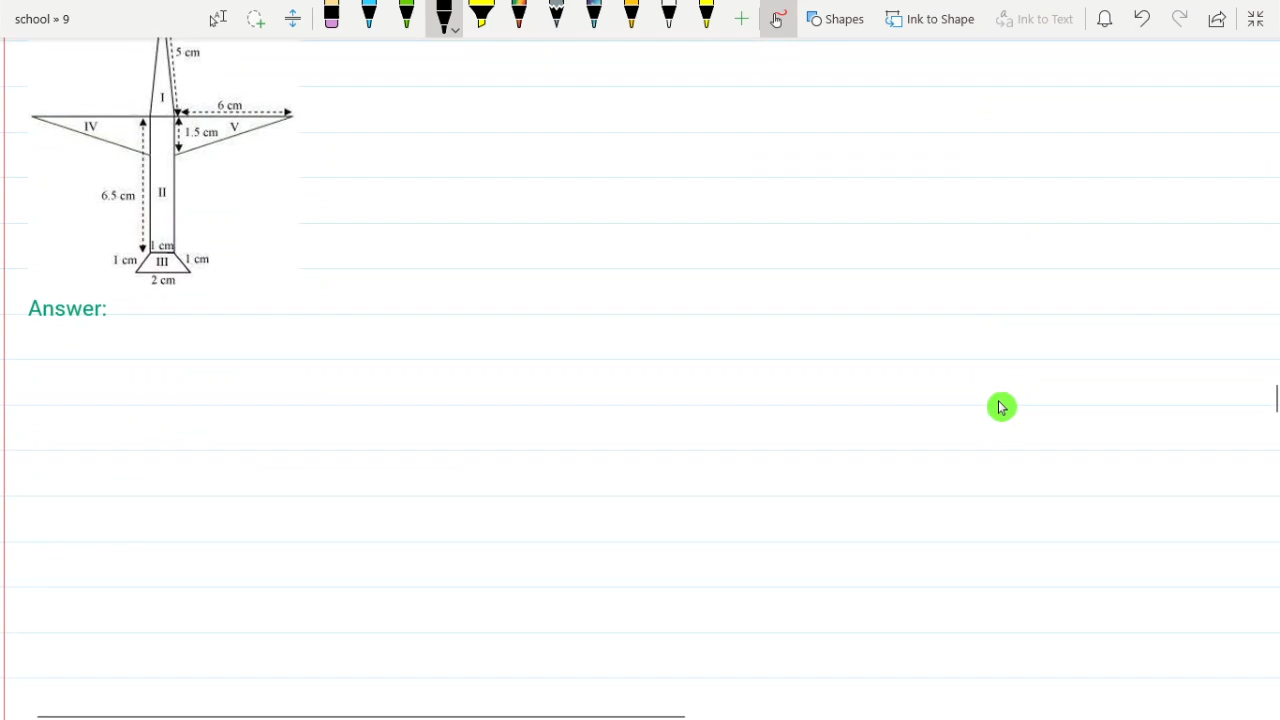 school » 9
Shapes
Ink to Shape
Ink to Text
5 cm
I
6 cm
IV
1.5 cm
V
6.5 cm
II
1 cm
1 cm
III
1 cm
2 cm
Answer: